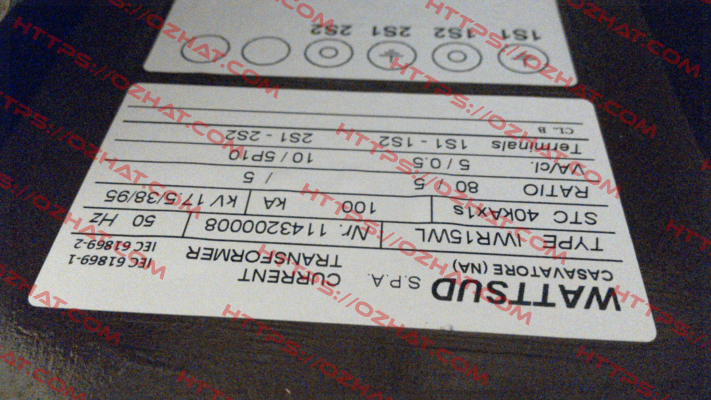 WATTSUD S.P.A.
CASAVATORE (NA)
CURRENT
TRANSFORMER
IEC 61869-1
IEC 61869-2
TYPE IWR15WL Nr. 1143200008 50 Hz
STC 40kAx1s 100 kA kV 17.5/38/95
RATIO 80 / 5 / 5
VA/cl. 5 / 0.5 10 / 5P10
Terminals 1S1 - 1S2 2S1 - 2S2
CL. B
1S1 1S2 2S1 2S2
HTTPS://OZHAT.COM